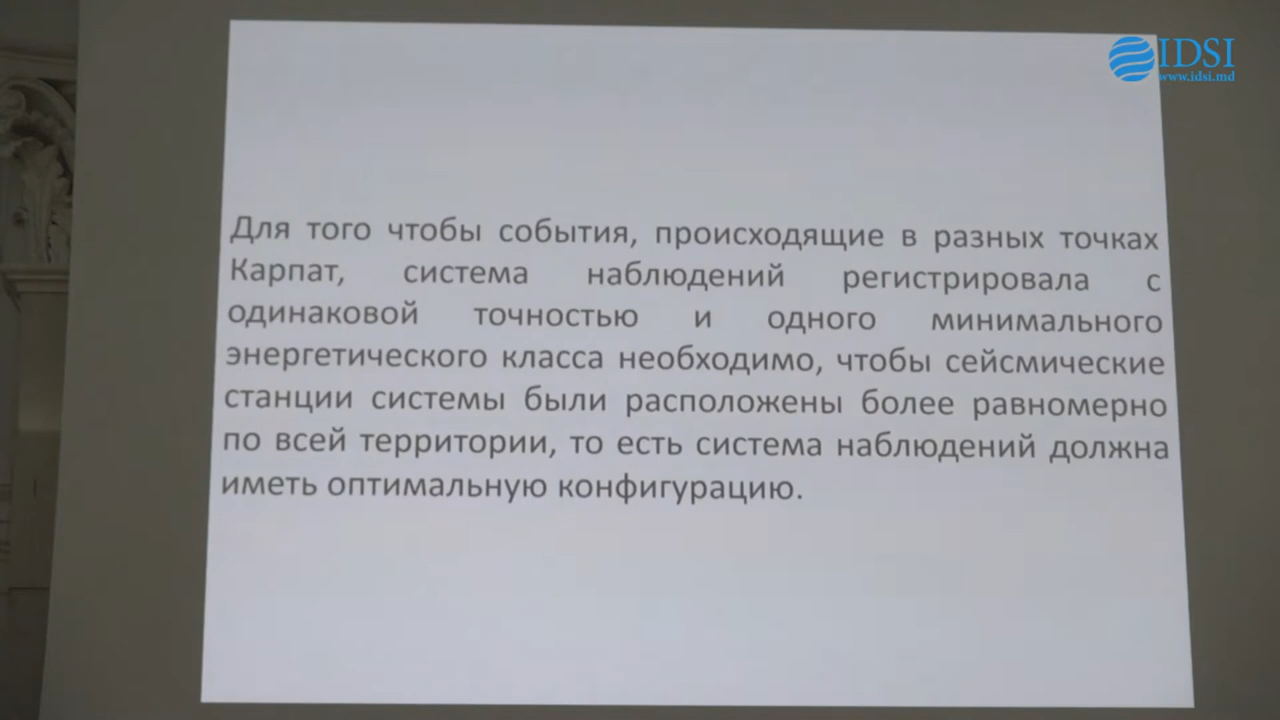 IDSI
www.idsi.md
Для того чтобы события, происходящие в разных точках
Карпат, система наблюдений регистрировала с
одинаковой точностью и одного минимального
энергетического класса необходимо, чтобы сейсмические
станции системы были расположены более равномерно
по всей территории, то есть система наблюдений должна
иметь оптимальную конфигурацию.